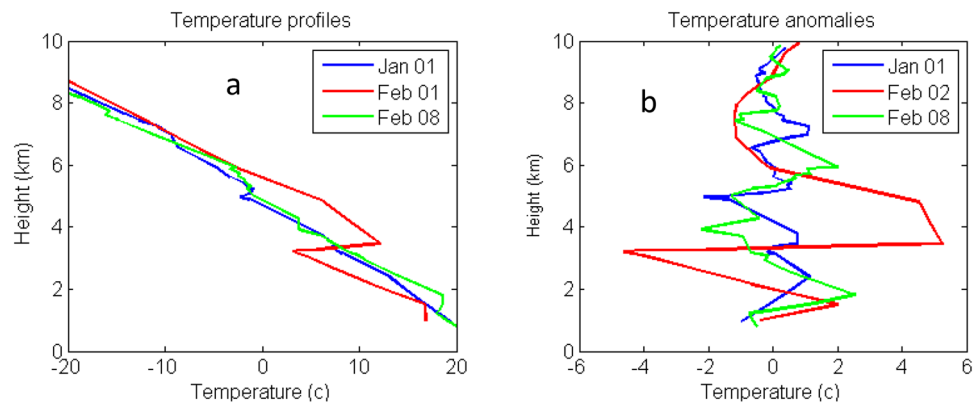 Temperature profiles
10
8
6
4
2
0
Height (km)
-20
-10
0
10
20
Temperature (c)
a
Jan 01
Feb 01
Feb 08
Temperature anomalies
10
8
6
4
2
0
Height (km)
-6
-4
-2
0
2
4
6
Temperature (c)
b
Jan 01
Feb 02
Feb 08